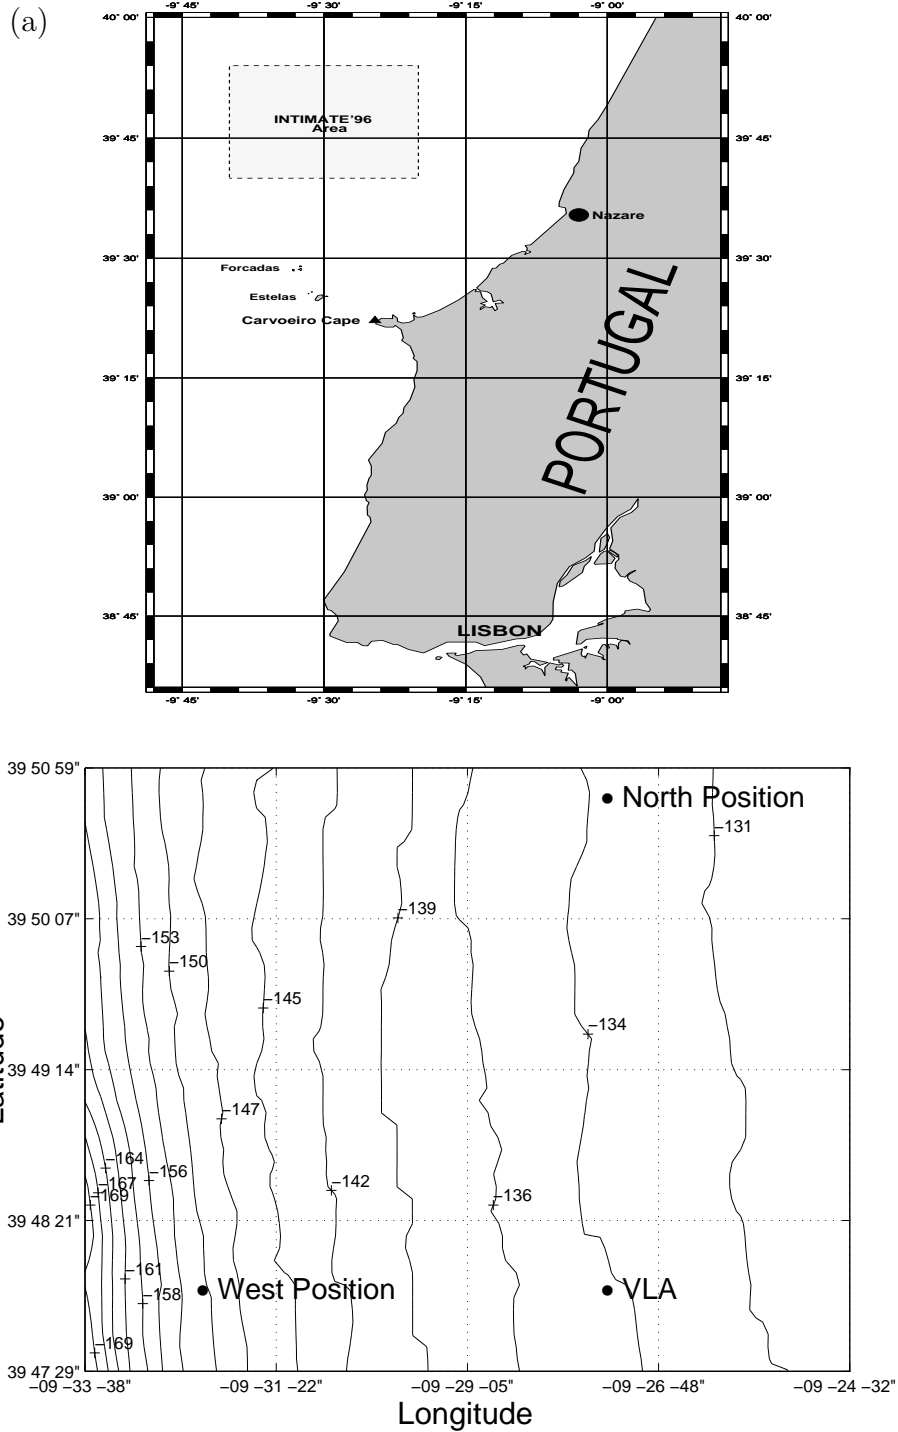 (a)
-9° 45' -9° 30' -9° 15' -9° 00'
40° 00' 40° 00'
INTIMATE'96
Area
39° 45' 39° 45'
Nazare
39° 30' 39° 30'
Forcadas
Estelas
Carvoeiro Cape
PORTUGAL
39° 15' 39° 15'
39° 00' 39° 00'
38° 45' 38° 45'
LISBON
-9° 45' -9° 30' -9° 15' -9° 00'
39 50 59"
North Position
−131
39 50 07"
−139
−153
−150
−145
−134
Latitude
39 49 14"
−147
−164
−156
−167
−142
−169
−136
39 48 21"
−161
West Position
VLA
−158
−169
39 47 29"
−09 −33 −38" −09 −31 −22" −09 −29 −05" −09 −26 −48" −09 −24 −32"
Longitude